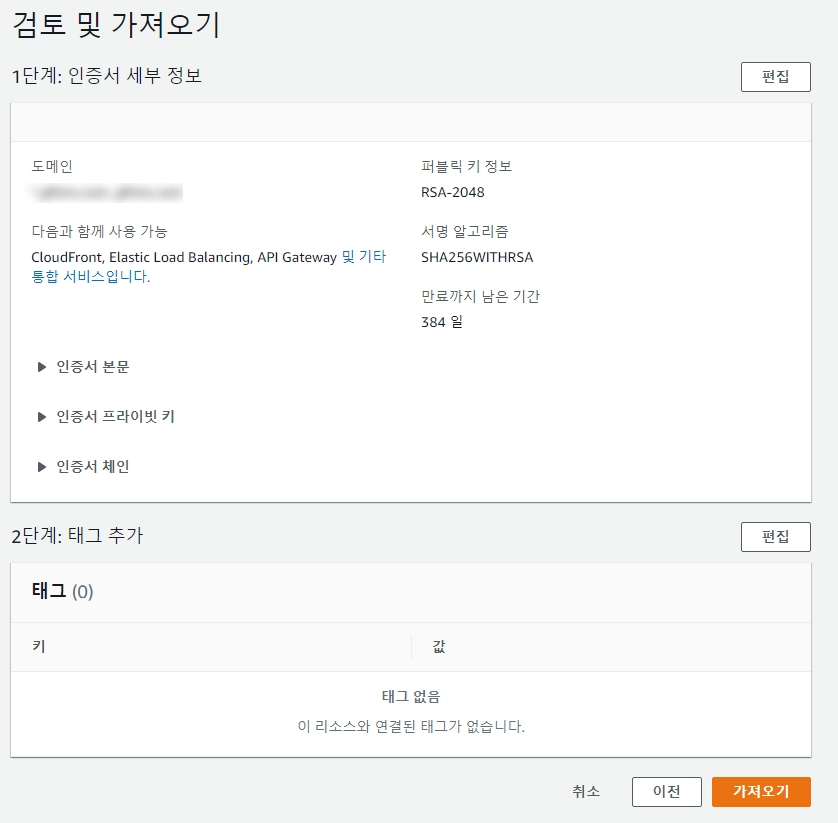 검토 및 가져오기
1단계: 인증서 세부 정보
편집
도메인
다음과 함께 사용 가능
CloudFront, Elastic Load Balancing, API Gateway 및 기타
통합 서비스입니다.
퍼블릭 키 정보
RSA-2048
서명 알고리즘
SHA256WITHRSA
만료까지 남은 기간
384 일
인증서 본문
인증서 프라이빗 키
인증서 체인
2단계: 태그 추가
편집
태그 (0)
키
값
태그 없음
이 리소스와 연결된 태그가 없습니다.
취소
이전
가져오기